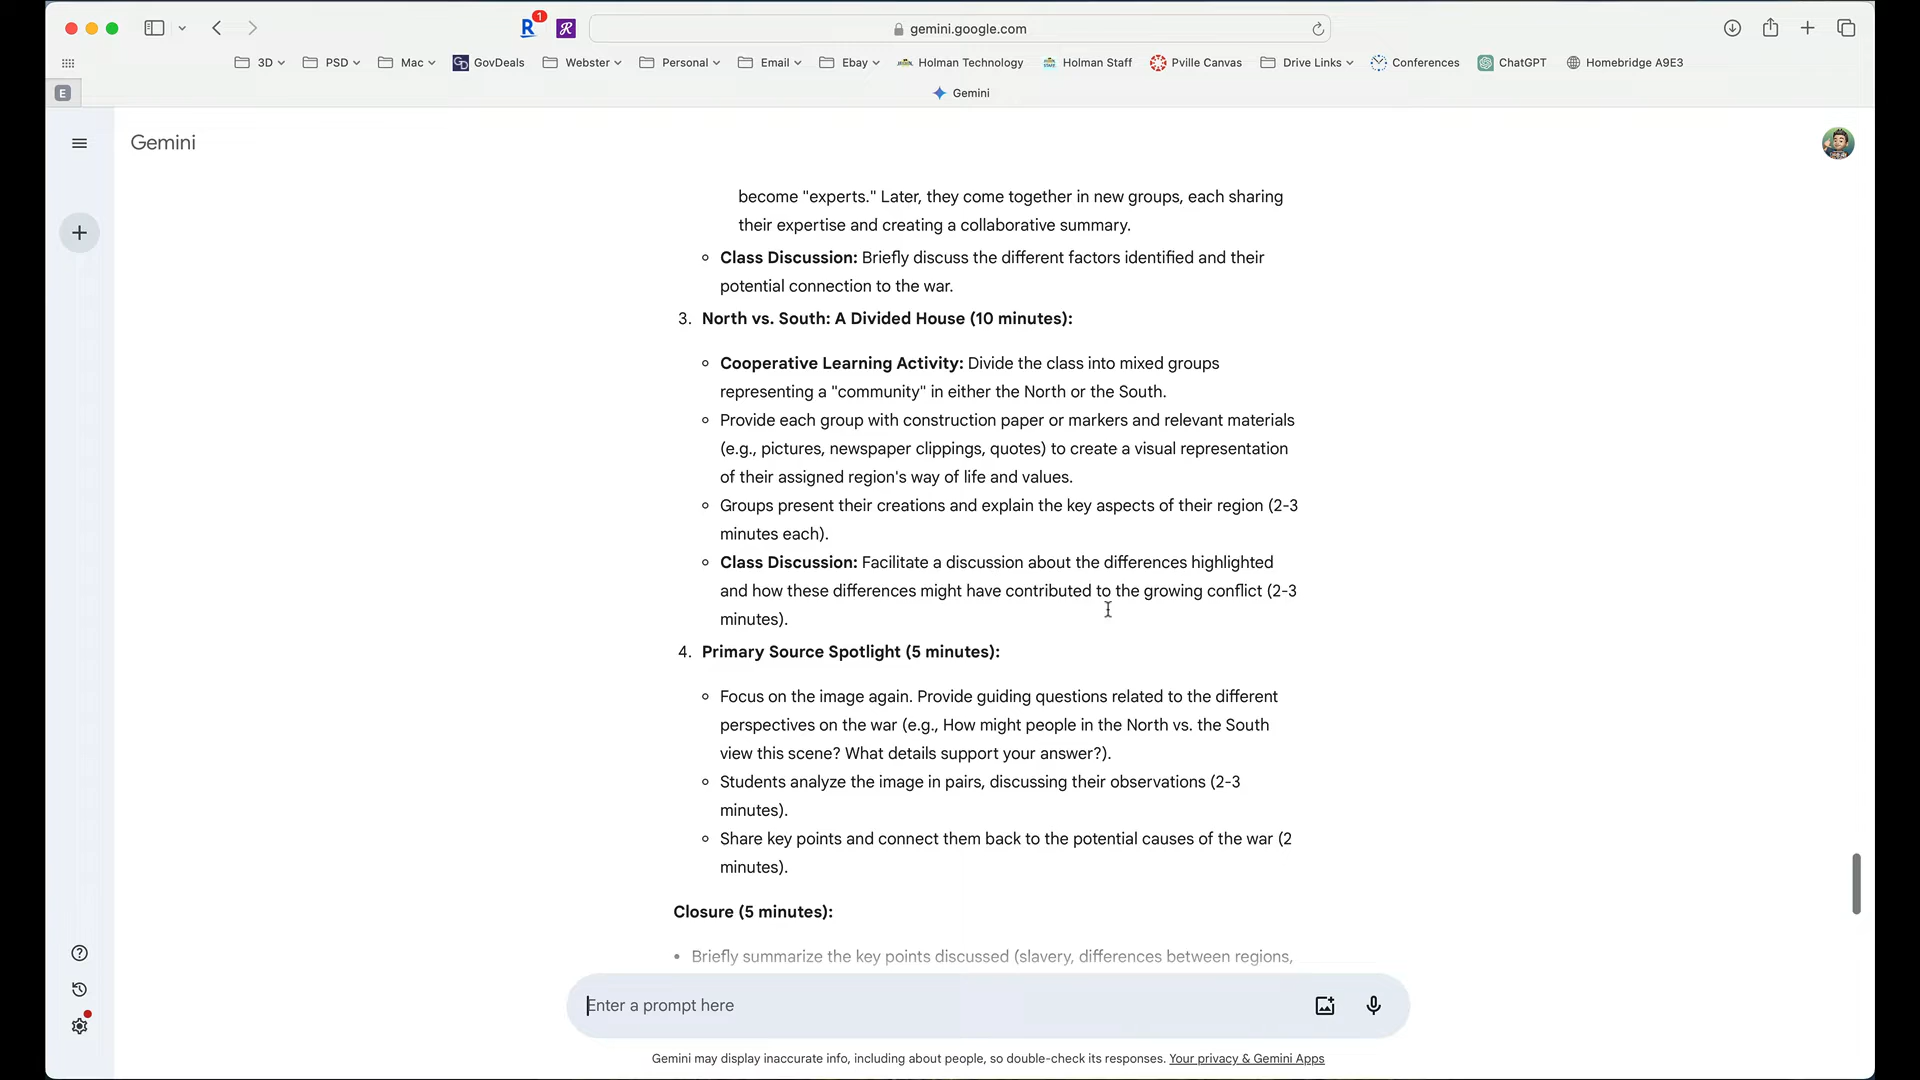 R 1 R gemini.google.com
3D PSD Mac GovDeals Webster Personal Email Ebay Holman Technology Holman Staff Pville Canvas Drive Links Conferences ChatGPT Homebridge A9E3
E Gemini
Gemini
become "experts." Later, they come together in new groups, each sharing
their expertise and creating a collaborative summary.
Class Discussion: Briefly discuss the different factors identified and their
potential connection to the war.
3. North vs. South: A Divided House (10 minutes):
Cooperative Learning Activity: Divide the class into mixed groups
representing a "community" in either the North or the South.
Provide each group with construction paper or markers and relevant materials
(e.g., pictures, newspaper clippings, quotes) to create a visual representation
of their assigned region's way of life and values.
Groups present their creations and explain the key aspects of their region (2-3
minutes each).
Class Discussion: Facilitate a discussion about the differences highlighted
and how these differences might have contributed to the growing conflict (2-3
minutes).
4. Primary Source Spotlight (5 minutes):
Focus on the image again. Provide guiding questions related to the different
perspectives on the war (e.g., How might people in the North vs. the South
view this scene? What details support your answer?).
Students analyze the image in pairs, discussing their observations (2-3
minutes).
Share key points and connect them back to the potential causes of the war (2
minutes).
Closure (5 minutes):
Briefly summarize the key points discussed (slavery, differences between regions,
Enter a prompt here
Gemini may display inaccurate info, including about people, so double-check its responses. Your privacy & Gemini Apps